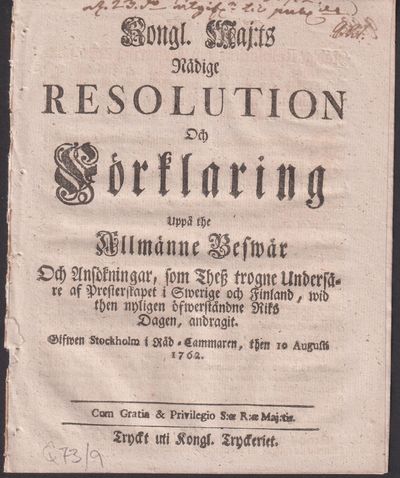 Kongl. Maj:ts
Nådige
RESOLUTION
Och
Förklaring
Uppå the
Allmänne Beswär
Och Ansökningar, som Theß trogne Underså-
re af Presterskapet i Swerige och Finland, wid
then nyligen öfwerståndne Riks
Dagen, andragit.
Gifwen Stockholm i Råd-Cammaren, then 10 Augusti
1762.
Cum Gratia & Privilegio S:æ R:æ Maj:tis.
Tryckt uti Kongl. Tryckeriet.
Q73/9